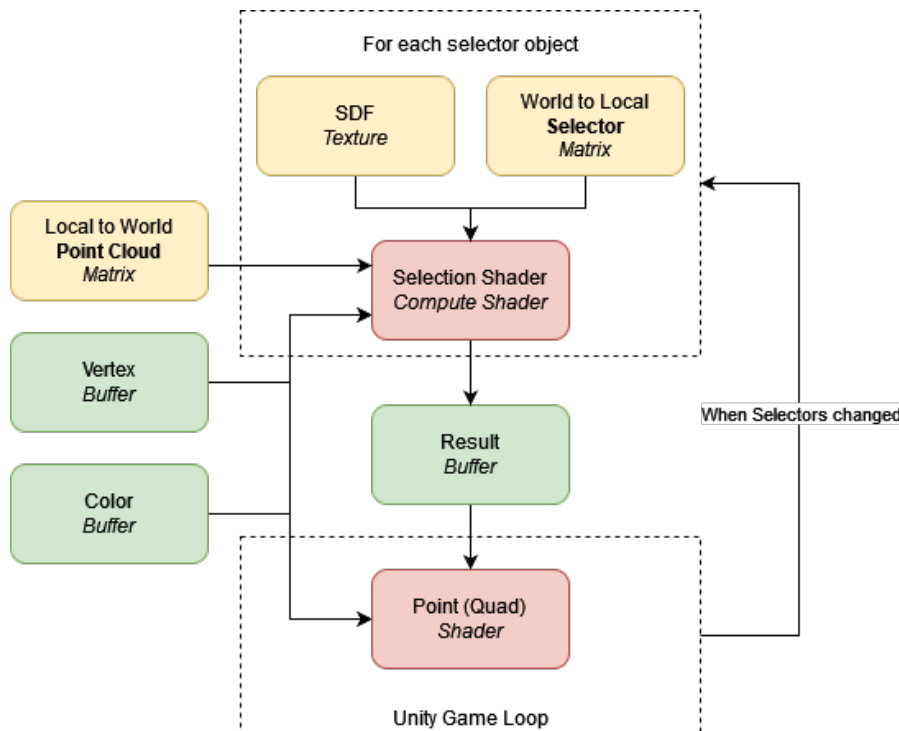 For each selector object
SDF
Texture
World to Local
Selector
Matrix
Local to World
Point Cloud
Matrix
Selection Shader
Compute Shader
Vertex
Buffer
When Selectors changed
Result
Buffer
Color
Buffer
Point (Quad)
Shader
Unity Game Loop